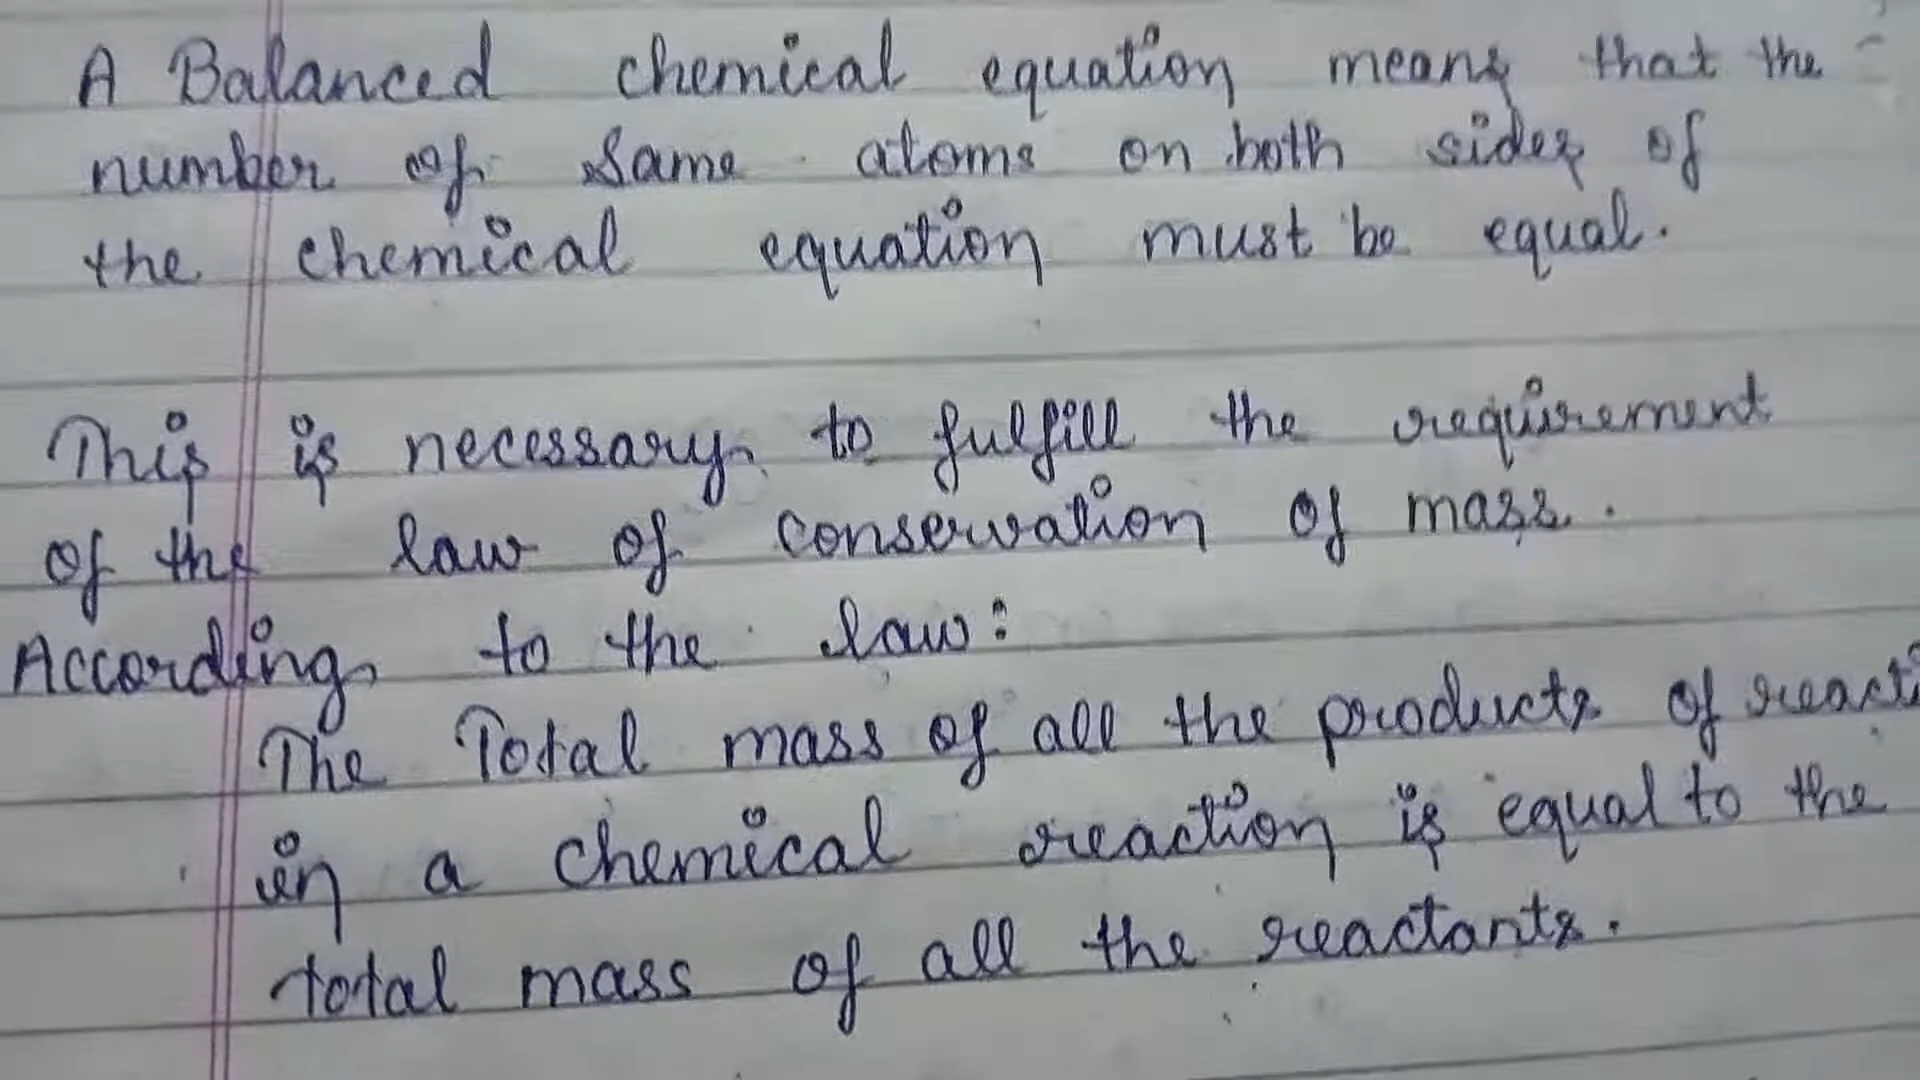 A Balanced chemical equation means that the
number of same atoms on both sides of
the chemical equation must be equal.
This is necessary to fulfill the requirement
of the law of conservation of mass.
According to the law:
The Total mass of all the products of reacti
in a chemical reaction is equal to the
total mass of all the reactants.